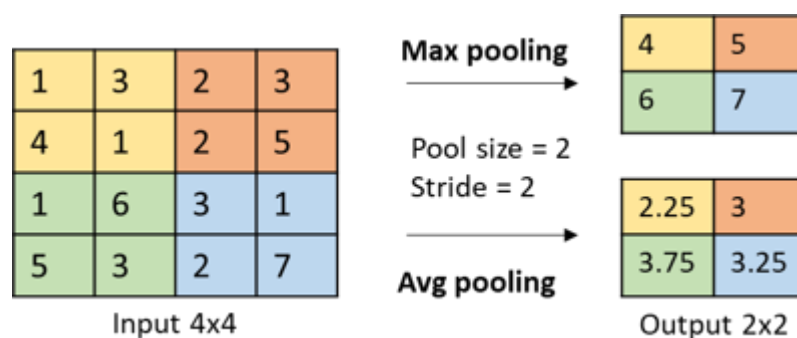 1 3 2 3
4 1 2 5
1 6 3 1
5 3 2 7
Input 4x4
Max pooling
Pool size = 2
Stride = 2
Avg pooling
4 5
6 7
2.25 3
3.75 3.25
Output 2x2